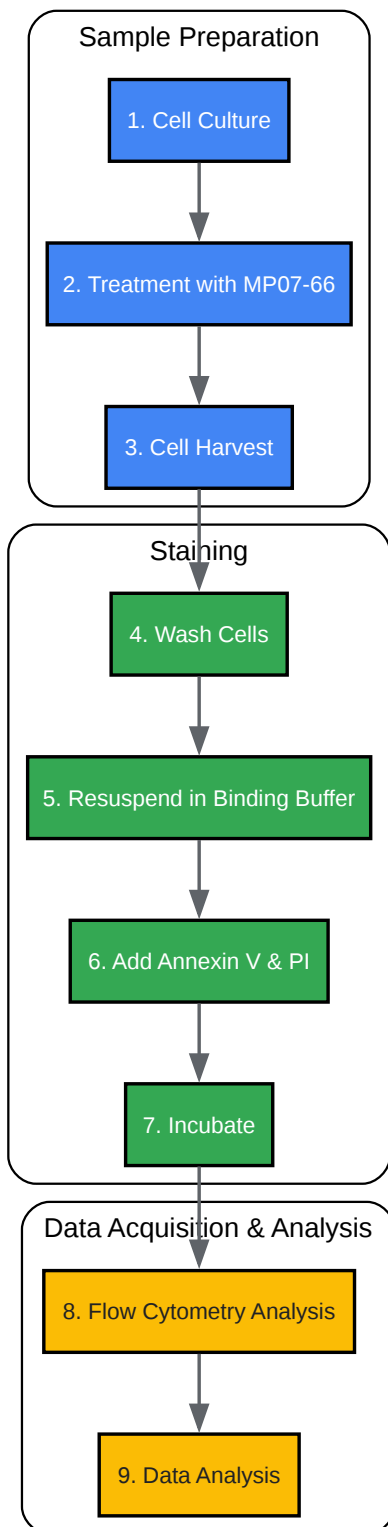 Sample Preparation
1. Cell Culture
2. Treatment with MP07-66
3. Cell Harvest
Staining
4. Wash Cells
5. Resuspend in Binding Buffer
6. Add Annexin V & PI
7. Incubate
Data Acquisition & Analysis
8. Flow Cytometry Analysis
9. Data Analysis